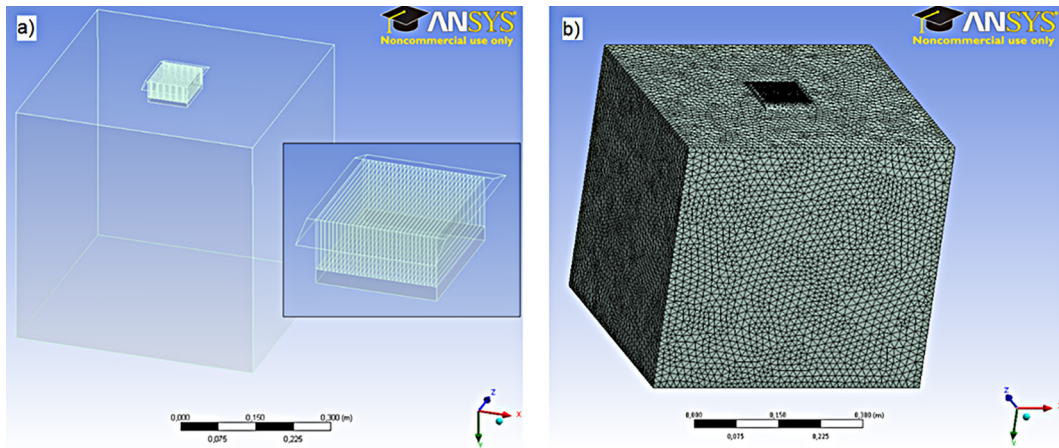 a)
ANSYS
Noncommercial use only
0,000
0,150
0,300 (m)
0,075
0,225
Z
X
Y
b)
ANSYS
Noncommercial use only
0,000
0,150
0,300 (m)
0,075
0,225
Z
X
Y